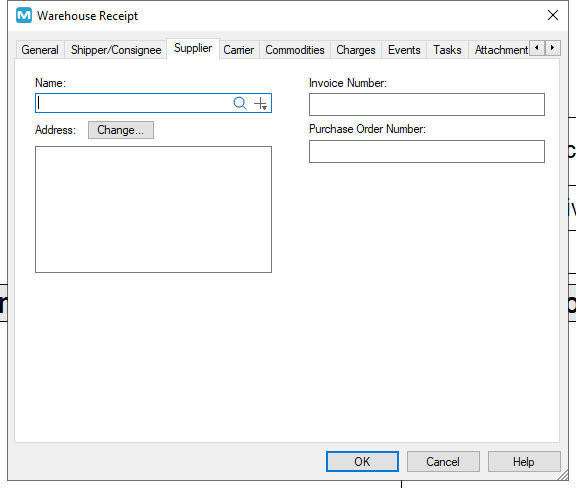 Warehouse Receipt
General Shipper/Consignee Supplier Carrier Commodities Charges Events Tasks Attachment
Name:
Invoice Number:
Address: Change...
Purchase Order Number:
OK Cancel Help